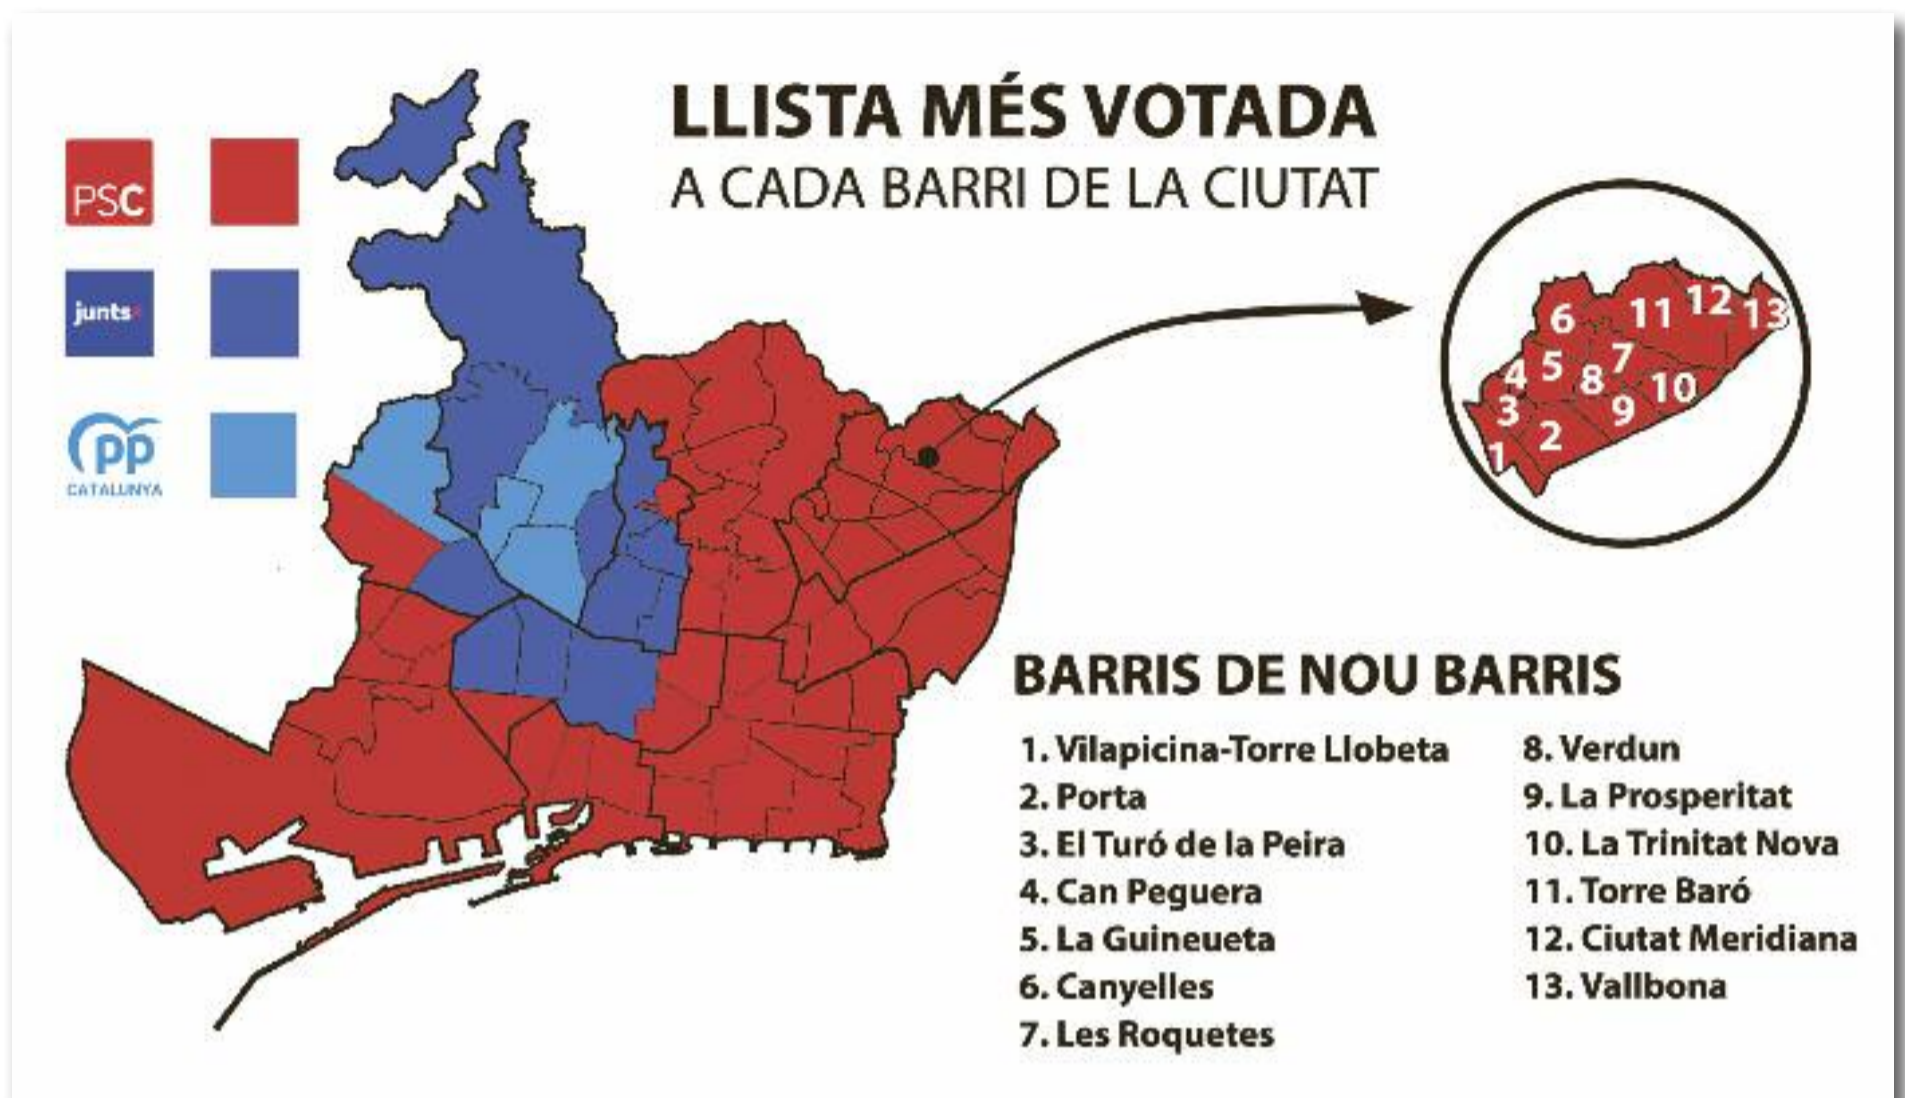 LLISTA MÉS VOTADA
A CADA BARRI DE LA CIUTAT
PSC
junts
pp
CATALUNYA
6
11
12
13
5
7
4
8
10
3
9
2
1
BARRIS DE NOU BARRIS
1. Vilapicina-Torre Llobeta
2. Porta
3. El Turó de la Peira
4. Can Peguera
5. La Guineueta
6. Canyelles
7. Les Roquetes
8. Verdun
9. La Prosperitat
10. La Trinitat Nova
11. Torre Baró
12. Ciutat Meridiana
13. Vallbona